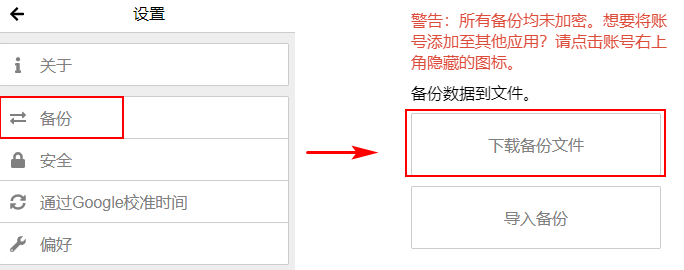 设置
关于
备份
安全
通过Google校准时间
偏好
警告：所有备份均未加密。想要将账
号添加至其他应用？请点击账号右上
角隐藏的图标。
备份数据到文件。
下载备份文件
导入备份